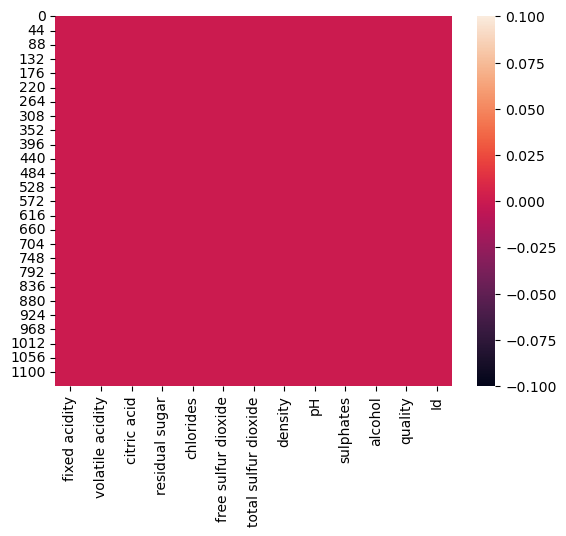 0
44
88
132
176
220
264
308
352
396
440
484
528
572
616
660
704
748
792
836
880
924
968
1012
1056
1100
fixed acidity
volatile acidity
citric acid
residual sugar
chlorides
free sulfur dioxide
total sulfur dioxide
density
pH
sulphates
alcohol
quality
Id
0.100
0.075
0.050
0.025
0.000
−0.025
−0.050
−0.075
−0.100